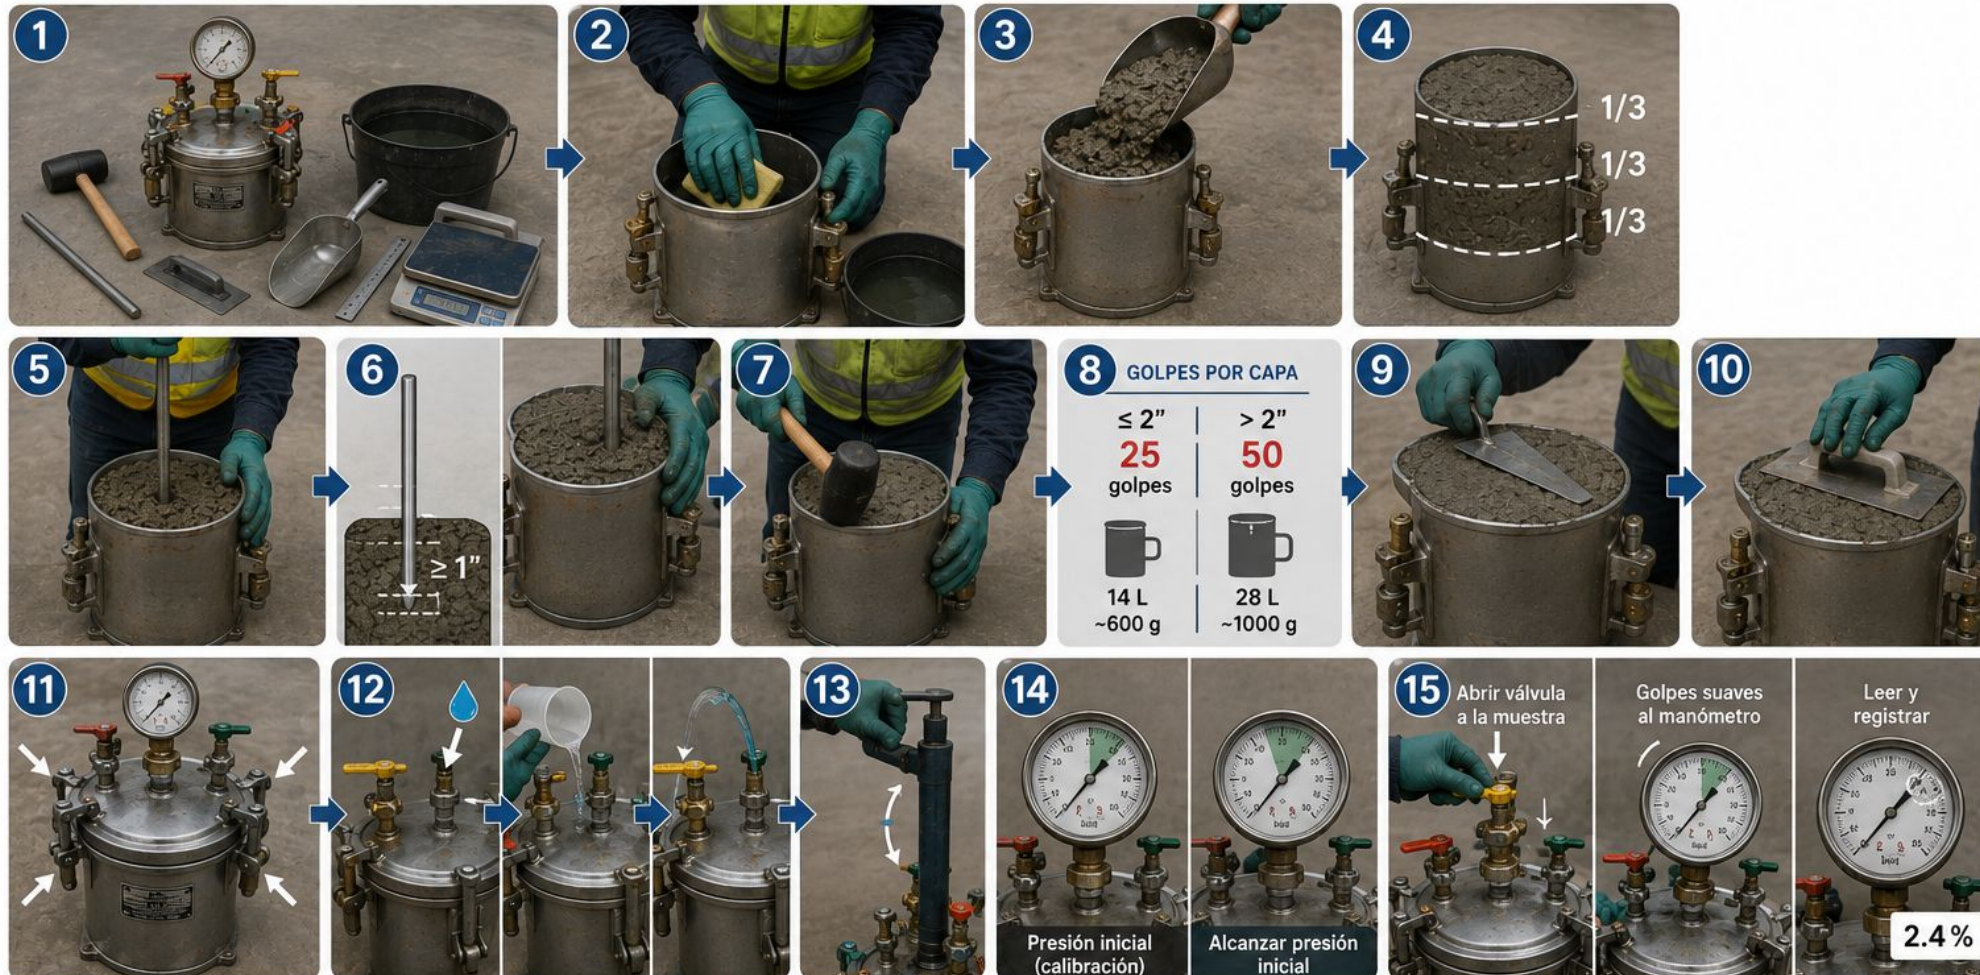 1
2
3
4
1/3
1/3
1/3
5
6
≥ 1”
7
8
GOLPES POR CAPA
≤ 2” > 2”
25 50
golpes golpes
14 L 28 L
~600 g ~1000 g
9
10
11
12
13
14
Presión inicial
(calibración)
Alcanzar presión
inicial
15
Abrir válvula
a la muestra
Golpes suaves
al manómetro
Leer y
registrar
2.4 %